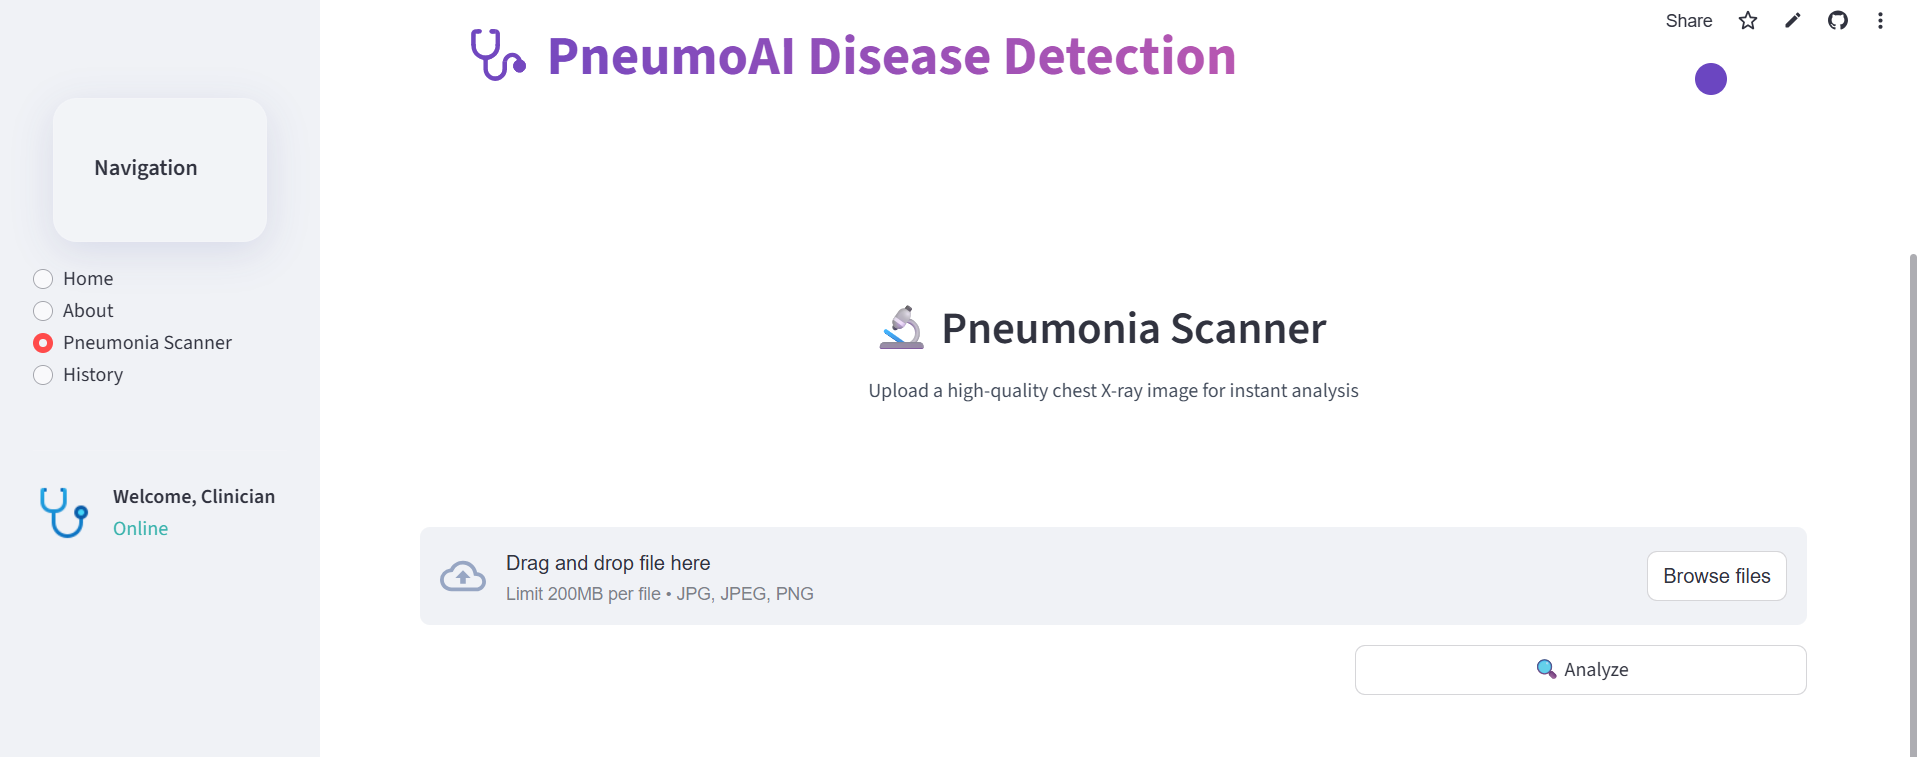 Share
PneumoAI Disease Detection
Navigation
Home
About
Pneumonia Scanner
History
Welcome, Clinician
Online
Pneumonia Scanner
Upload a high-quality chest X-ray image for instant analysis
Drag and drop file here
Limit 200MB per file • JPG, JPEG, PNG
Browse files
Analyze